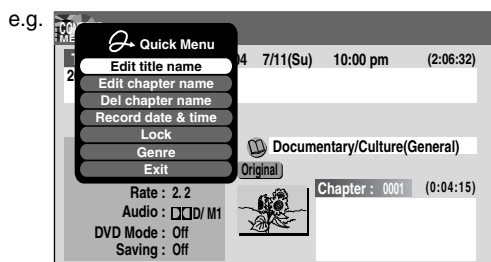 e.g.
Quick Menu
Edit title name
Edit chapter name
Del chapter name
Record date & time
Lock
Genre
Exit
04 7/11(Su) 10:00 pm (2:06:32)
2
Documentary/Culture(General)
Original
Rate : 2.2
Chapter : 0001 (0:04:15)
Audio : D/M1
DVD Mode : Off
Saving : Off